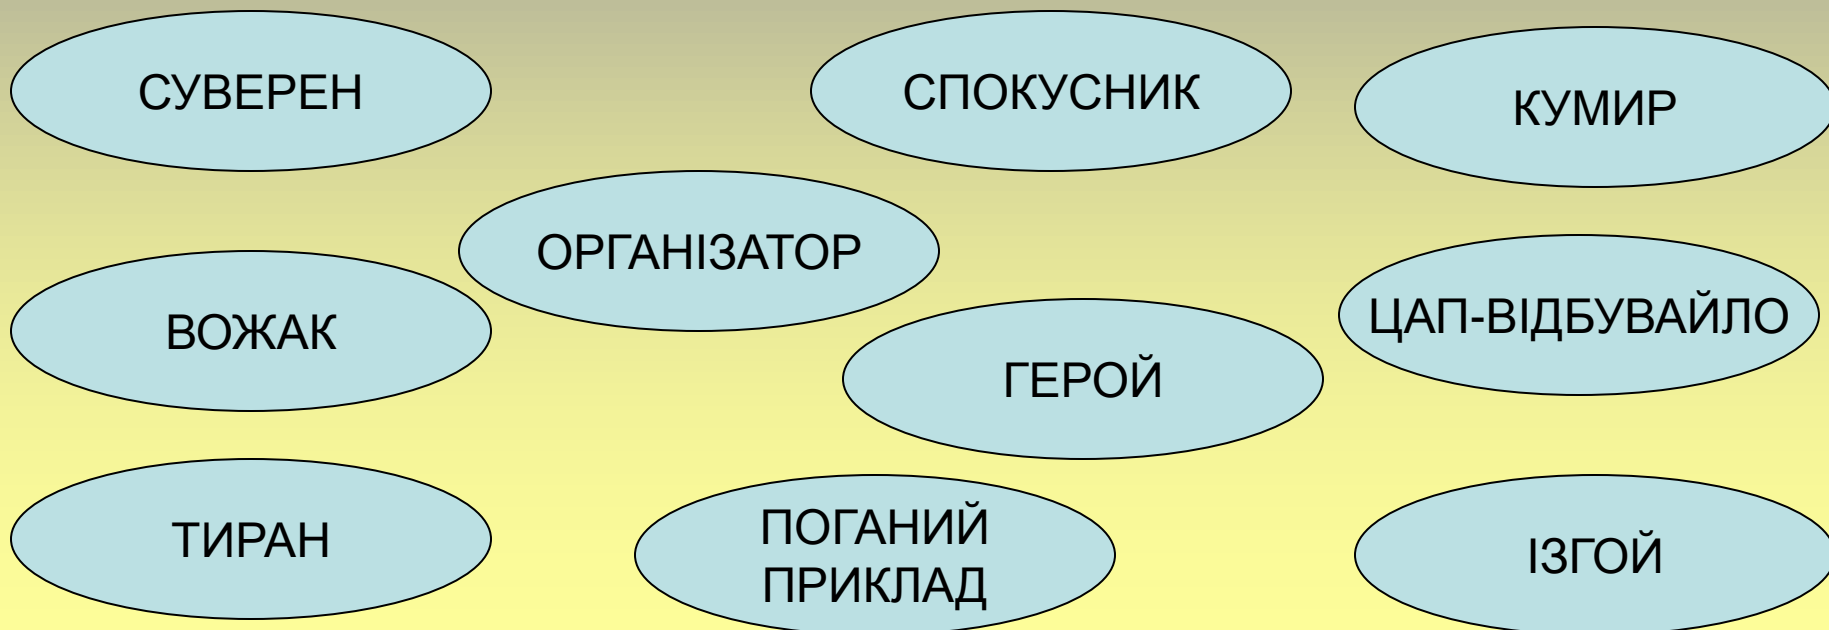 СУВЕРЕН
СПОКУСНИК
КУМИР
ОРГАНІЗАТОР
ВОЖАК
ЦАП-ВІДБУВАЙЛО
ГЕРОЙ
ТИРАН
ПОГАНИЙ
ПРИКЛАД
ІЗГОЙ